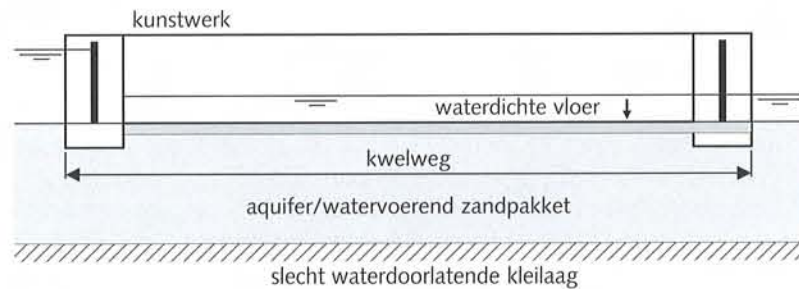 kunstwerk
waterdichte vloer
kwelweg
aquifer/watervoerend zandpakket
slecht waterdoorlatende kleilaag